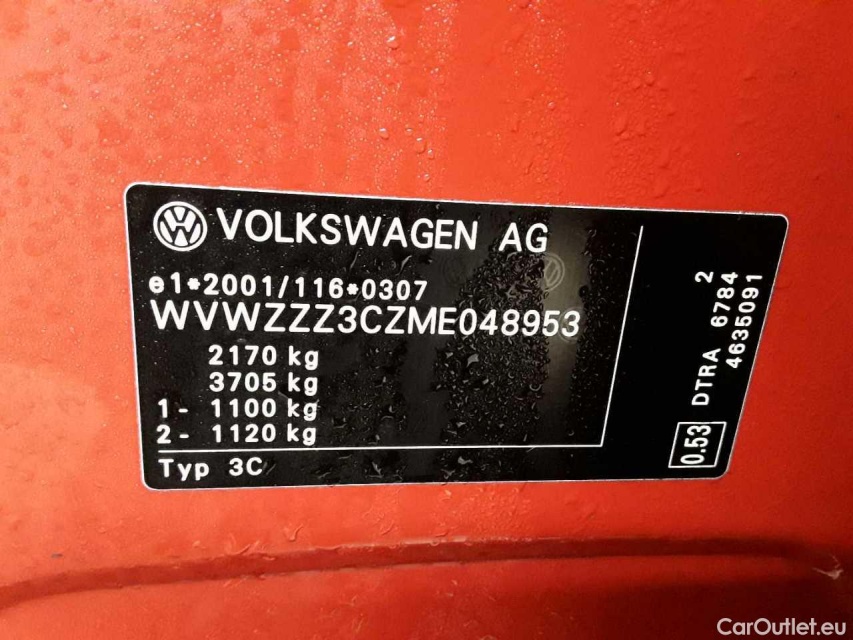 VOLKSWAGEN AG
e1*2001/116*0307
WVWZZZ3CZME048953
2170 kg
3705 kg
1- 1100 kg
2- 1120 kg
Typ 3C
2
DTRA 6784
4635091
0.53
CarOutlet.eu